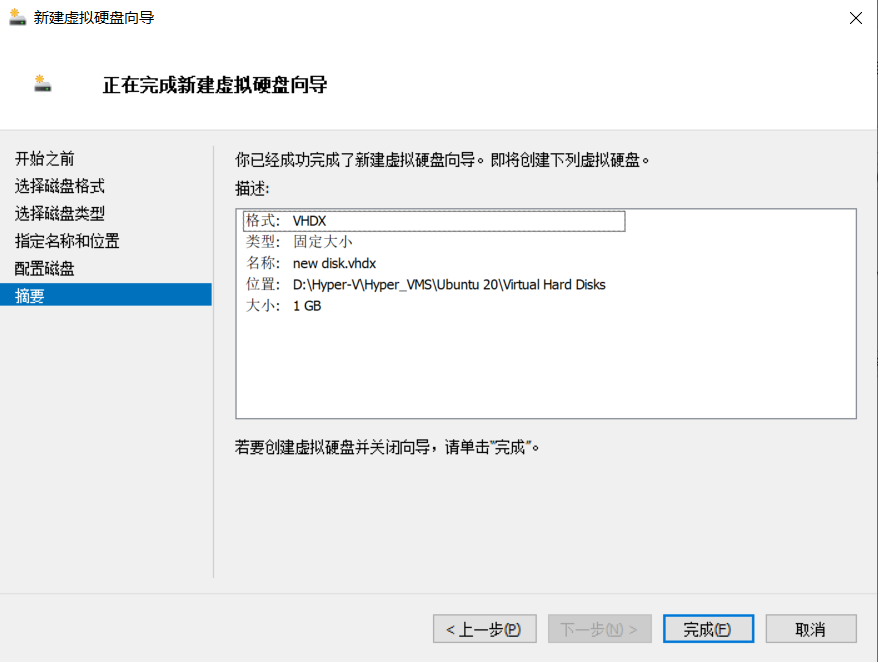 新建虚拟硬盘向导
正在完成新建虚拟硬盘向导
开始之前
选择磁盘格式
选择磁盘类型
指定名称和位置
配置磁盘
摘要
你已经成功完成了新建虚拟硬盘向导。即将创建下列虚拟硬盘。
描述:
格式: VHDX
类型: 固定大小
名称: new disk.vhdx
位置: D:\Hyper-V\Hyper_VMS\Ubuntu 20\Virtual Hard Disks
大小: 1 GB
若要创建虚拟硬盘并关闭向导，请单击"完成"。
< 上一步(P)
下一步(N) >
完成(F)
取消